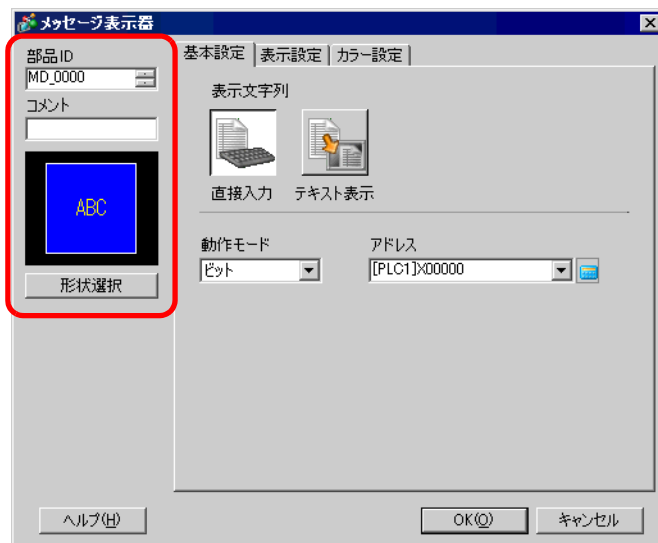 メッセージ表示器
部品ID
MD_0000
コメント
ABC
形状選択
基本設定 表示設定 カラー設定
表示文字列
直接入力 テキスト表示
動作モード アドレス
ビット [PLC1]X00000
ヘルプ(H) OK(O) キャンセル